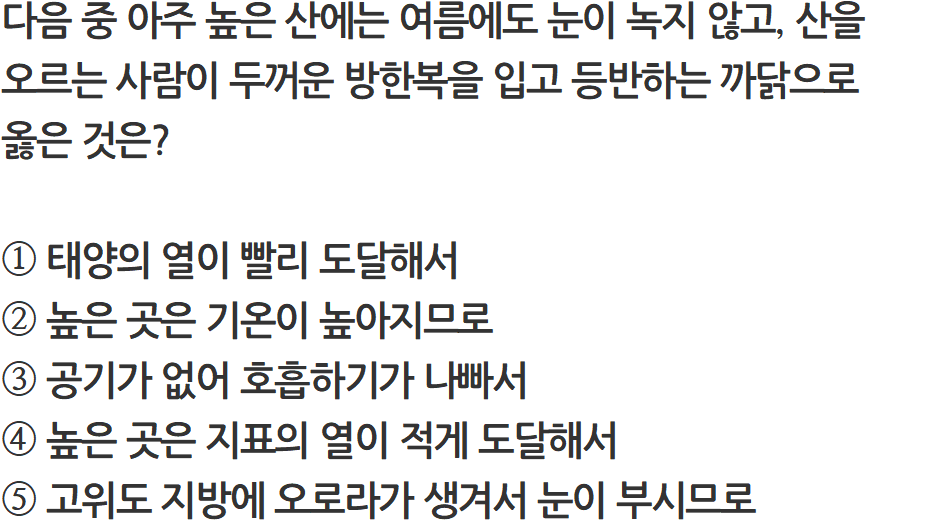 다음 중 아주 높은 산에는 여름에도 눈이 녹지 않고, 산을
오르는 사람이 두꺼운 방한복을 입고 등반하는 까닭으로
옳은 것은?
① 태양의 열이 빨리 도달해서
② 높은 곳은 기온이 높아지므로
③ 공기가 없어 호흡하기가 나빠서
④ 높은 곳은 지표의 열이 적게 도달해서
⑤ 고위도 지방에 오로라가 생겨서 눈이 부시므로